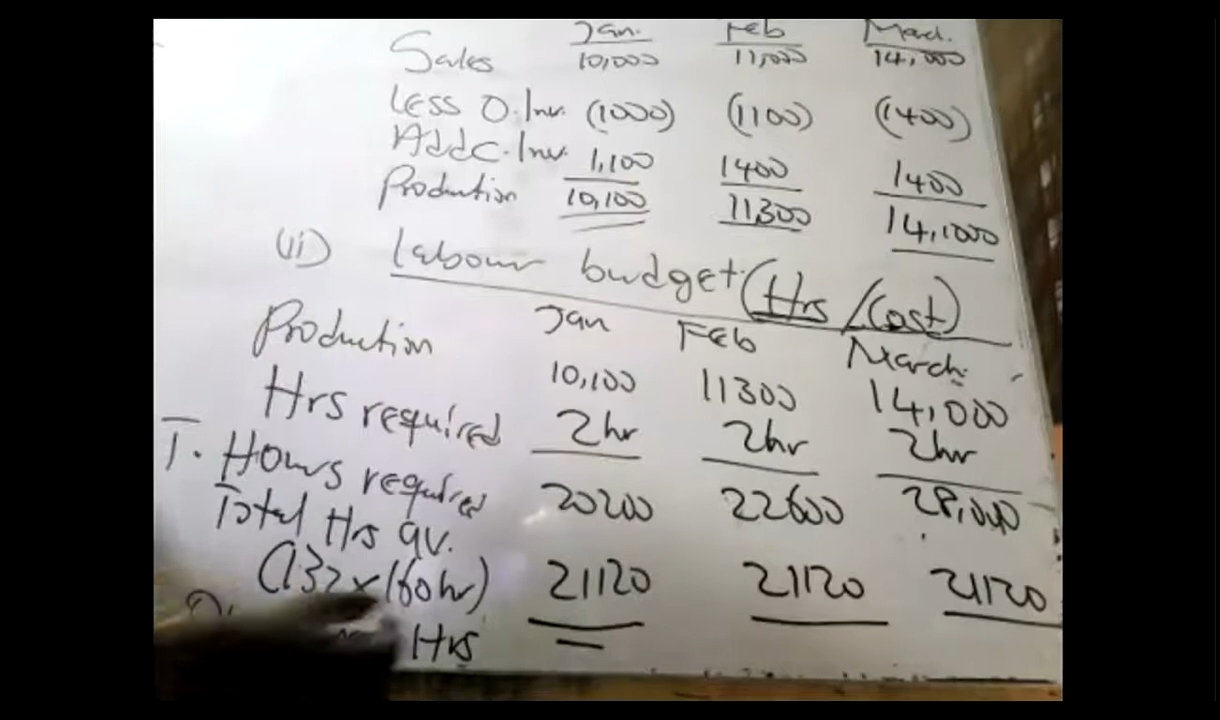 Jan. Feb March.
Sales 10,000 11,000 14,000
Less O. Inv. (1000) (1100) (1400)
Add C. Inv. 1,100 1400 1400
Production 10,100 11,300 14,1000
(ii) labour budget (Hrs /Cost)
Jan Feb March.
Production 10,100 11300 14,000
Hrs required 2hr 2hr 2hr
T. Hours required 20200 22600 28,000
Total Hrs av.
(132 x 160hr) 21120 21120 21120
Hrs